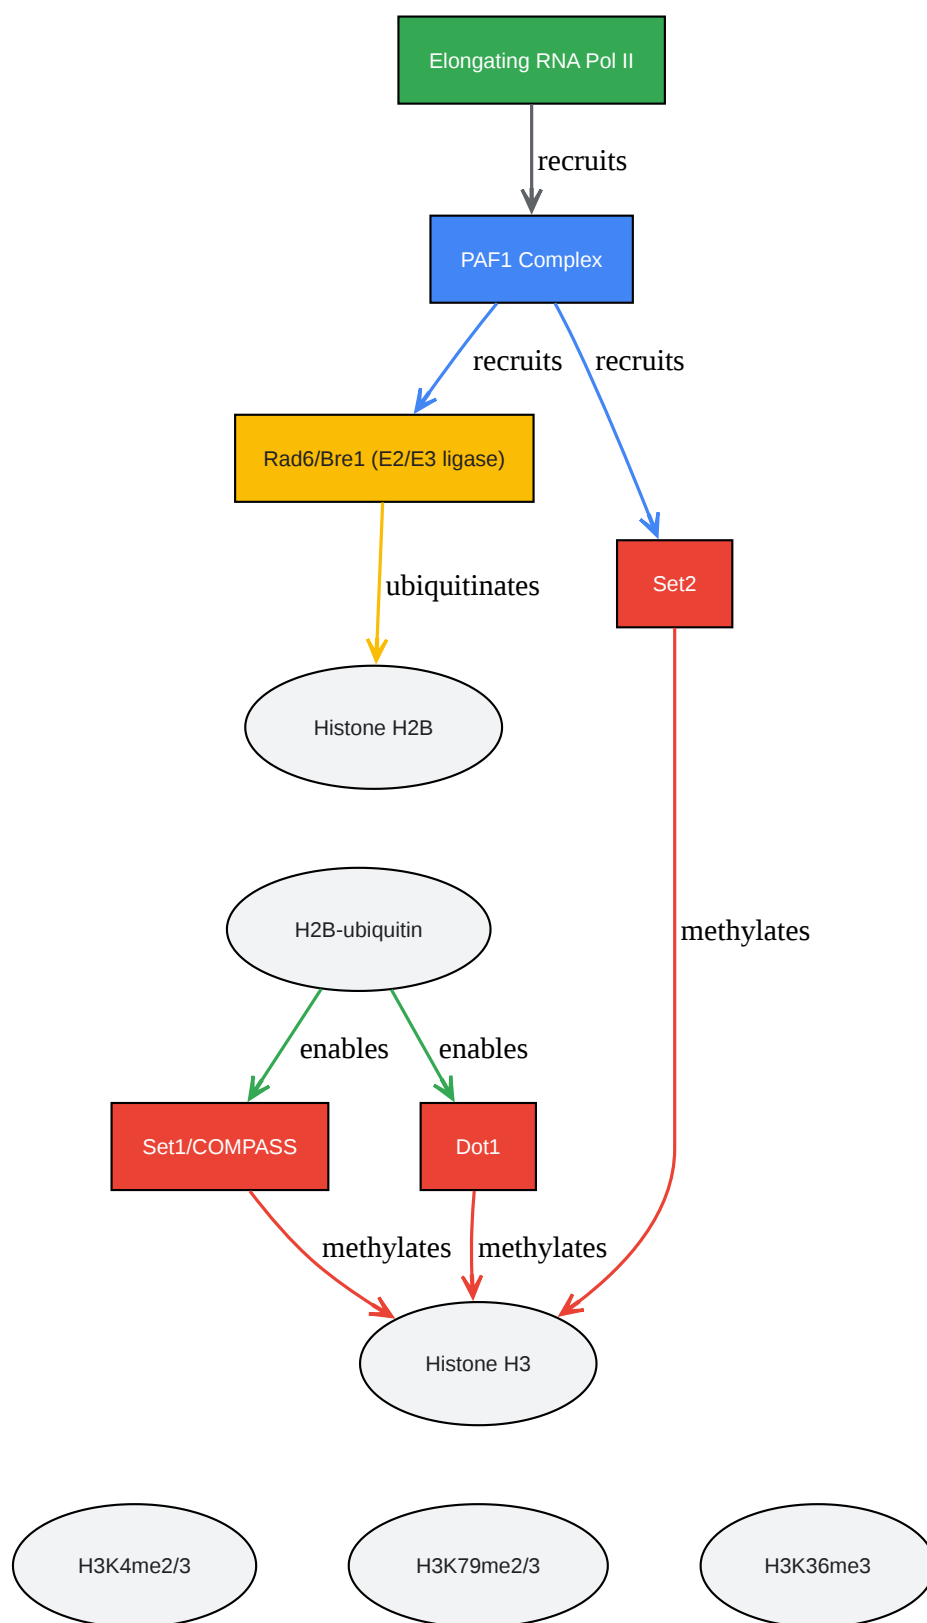 Elongating RNA Pol II
recruits
PAF1 Complex
recruits
recruits
Rad6/Bre1 (E2/E3 ligase)
Set2
ubiquitinates
Histone H2B
H2B-ubiquitin
methylates
enables
enables
Set1/COMPASS
Dot1
methylates
methylates
Histone H3
H3K4me2/3
H3K79me2/3
H3K36me3